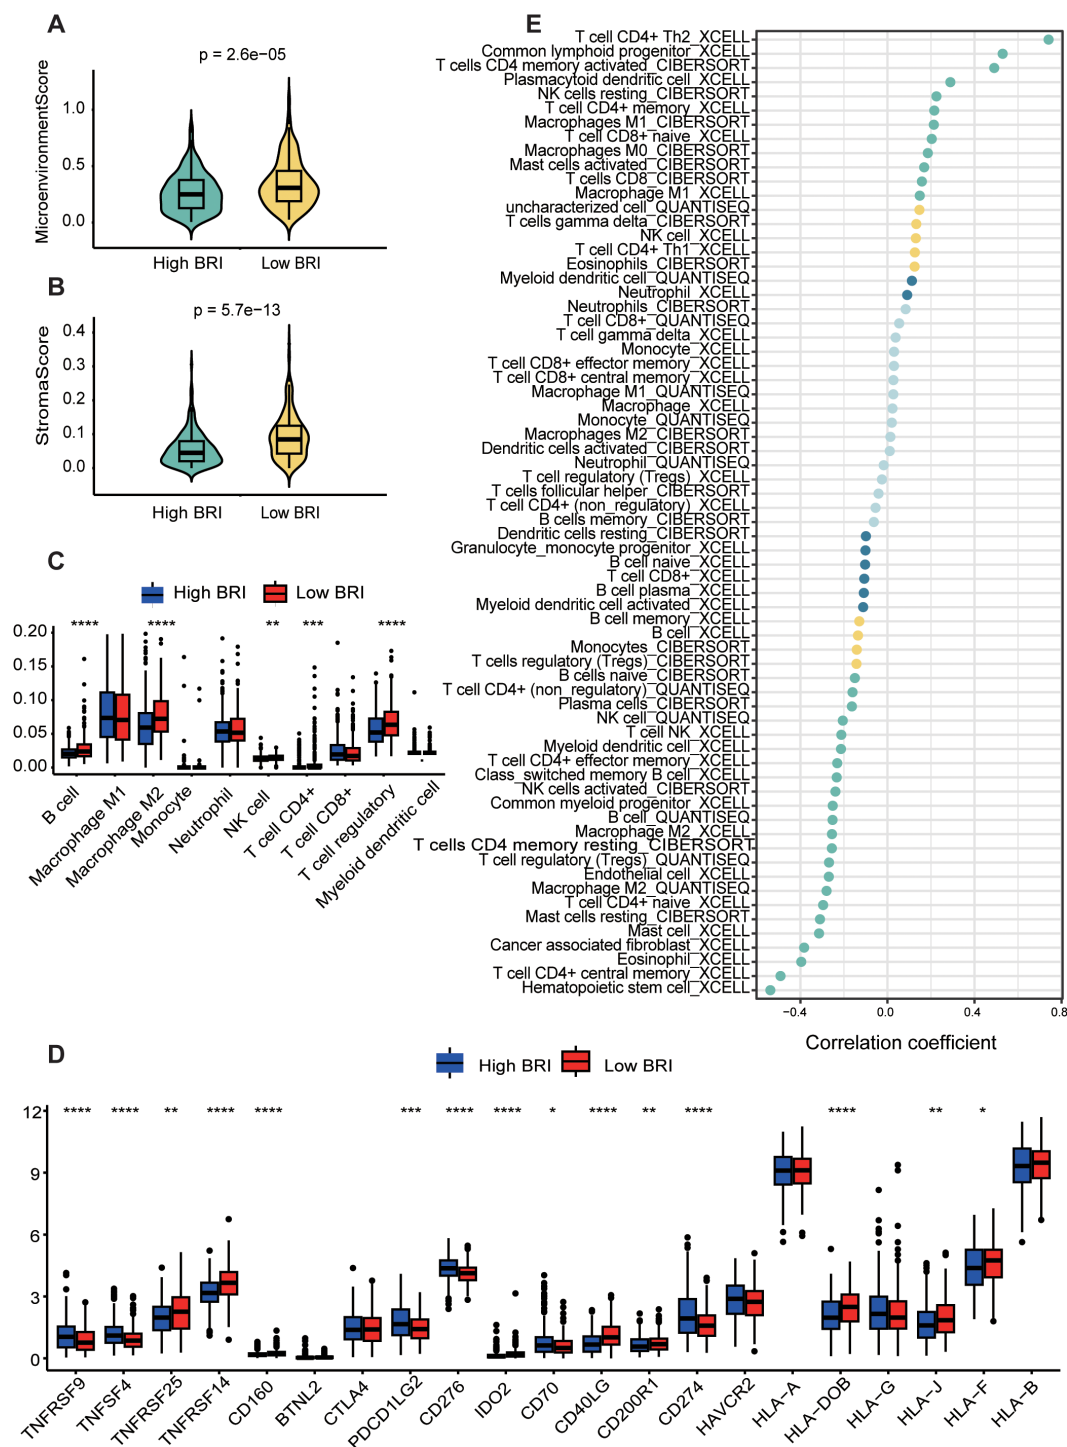 A
p = 2.6e−05
MicroenvironmentScore
1.0
0.5
0.0
High BRI
Low BRI
B
p = 5.7e−13
StromaScore
0.4
0.3
0.2
0.1
0.0
High BRI
Low BRI
C
High BRI
Low BRI
**** **** ** *** ****
0.20
0.15
0.10
0.05
0.00
B cell
Macrophage M1
Macrophage M2
Monocyte
Neutrophil
NK cell
T cell CD4+
T cell CD8+
T cell regulatory
Myeloid dendritic cell
E
T cell CD4+ Th2_XCELL
Common lymphoid progenitor_XCELL
T cells CD4 memory activated_CIBERSORT
Plasmacytoid dendritic cell_XCELL
NK cells resting_CIBERSORT
T cell CD4+ memory_XCELL
Macrophages M1_CIBERSORT
T cell CD8+ naive_XCELL
Macrophages M0_CIBERSORT
Mast cells activated_CIBERSORT
T cells CD8_CIBERSORT
Macrophage M1_XCELL
uncharacterized cell_QUANTISEQ
T cells gamma delta_CIBERSORT
NK cell_XCELL
T cell CD4+ Th1_XCELL
Eosinophils_CIBERSORT
Myeloid dendritic cell_QUANTISEQ
Neutrophil_XCELL
Neutrophils_CIBERSORT
T cell CD8+_QUANTISEQ
T cell gamma delta_XCELL
Monocyte_XCELL
T cell CD8+ effector memory_XCELL
T cell CD8+ central memory_XCELL
Macrophage M1_QUANTISEQ
Macrophage_XCELL
Monocyte_QUANTISEQ
Macrophages M2_CIBERSORT
Dendritic cells activated_CIBERSORT
Neutrophil_QUANTISEQ
T cell regulatory (Tregs)_XCELL
T cells follicular helper_CIBERSORT
T cell CD4+ (non_regulatory)_XCELL
B cells memory_CIBERSORT
Dendritic cells resting_CIBERSORT
Granulocyte_monocyte progenitor_XCELL
B cell naive_XCELL
T cell CD8+_XCELL
B cell plasma_XCELL
Myeloid dendritic cell activated_XCELL
B cell memory_XCELL
B cell_XCELL
Monocytes_CIBERSORT
T cells regulatory (Tregs)_CIBERSORT
B cells naive_CIBERSORT
T cell CD4+ (non_regulatory)_QUANTISEQ
Plasma cells_CIBERSORT
NK cell_QUANTISEQ
T cell NK_XCELL
Myeloid dendritic cell_XCELL
T cell CD4+ effector memory_XCELL
Class_switched memory B cell_XCELL
NK cells activated_CIBERSORT
Common myeloid progenitor_XCELL
B cell_QUANTISEQ
Macrophage M2_XCELL
T cells CD4 memory resting_CIBERSORT
T cell regulatory (Tregs)_QUANTISEQ
Endothelial cell_XCELL
Macrophage M2_QUANTISEQ
T cell CD4+ naive_XCELL
Mast cells resting_CIBERSORT
Mast cell_XCELL
Cancer associated fibroblast_XCELL
Eosinophil_XCELL
T cell CD4+ central memory_XCELL
Hematopoietic stem cell_XCELL
−0.4 0.0 0.4 0.8
Correlation coefficient
D
High BRI
Low BRI
**** **** ** **** **** *** **** **** * **** ** **** **** ** *
12
9
6
3
0
TNFRSF9
TNFSF4
TNFRSF25
TNFRSF14
CD160
BTNL2
CTLA4
PDCD1LG2
CD276
IDO2
CD70
CD40LG
CD200R1
CD274
HAVCR2
HLA−A
HLA−DOB
HLA−G
HLA−J
HLA−F
HLA−B